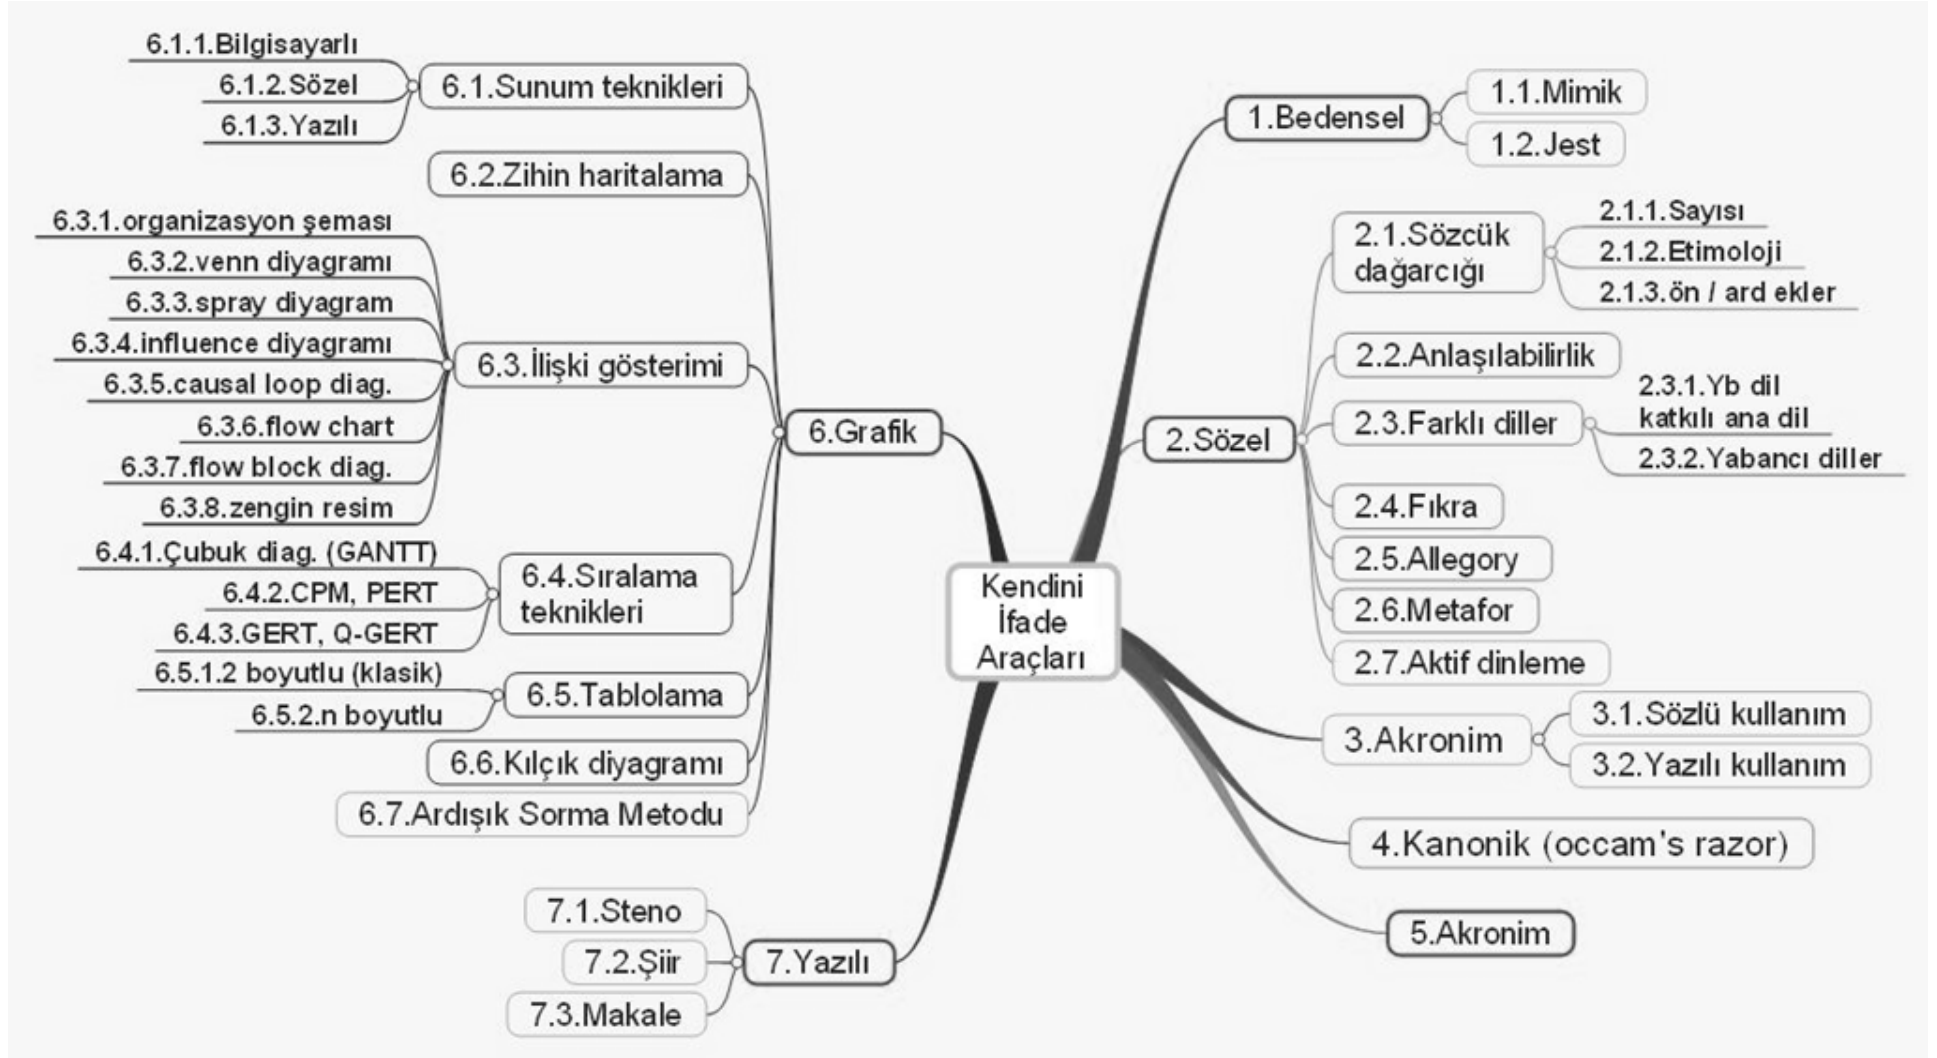 Kendini
İfade
Araçları
1.Bedensel
1.1.Mimik
1.2.Jest
2.Sözel
2.1.Sözcük
dağarcığı
2.1.1.Sayısı
2.1.2.Etimoloji
2.1.3.ön / ard ekler
2.2.Anlaşılabilirlik
2.3.Farklı diller
2.3.1.Yb dil
katkılı ana dil
2.3.2.Yabancı diller
2.4.Fıkra
2.5.Allegory
2.6.Metafor
2.7.Aktif dinleme
3.Akronim
3.1.Sözlü kullanım
3.2.Yazılı kullanım
4.Kanonik (occam's razor)
5.Akronim
6.Grafik
6.1.Sunum teknikleri
6.1.1.Bilgisayarlı
6.1.2.Sözel
6.1.3.Yazılı
6.2.Zihin haritalama
6.3.İlişki gösterimi
6.3.1.organizasyon şeması
6.3.2.venn diyagramı
6.3.3.spray diyagram
6.3.4.influence diyagramı
6.3.5.causal loop diag.
6.3.6.flow chart
6.3.7.flow block diag.
6.3.8.zengin resim
6.4.Sıralama
teknikleri
6.4.1.Çubuk diag. (GANTT)
6.4.2.CPM, PERT
6.4.3.GERT, Q-GERT
6.5.Tablolama
6.5.1.2 boyutlu (klasik)
6.5.2.n boyutlu
6.6.Kılçık diyagramı
6.7.Ardışık Sorma Metodu
7.Yazılı
7.1.Steno
7.2.Şiir
7.3.Makale